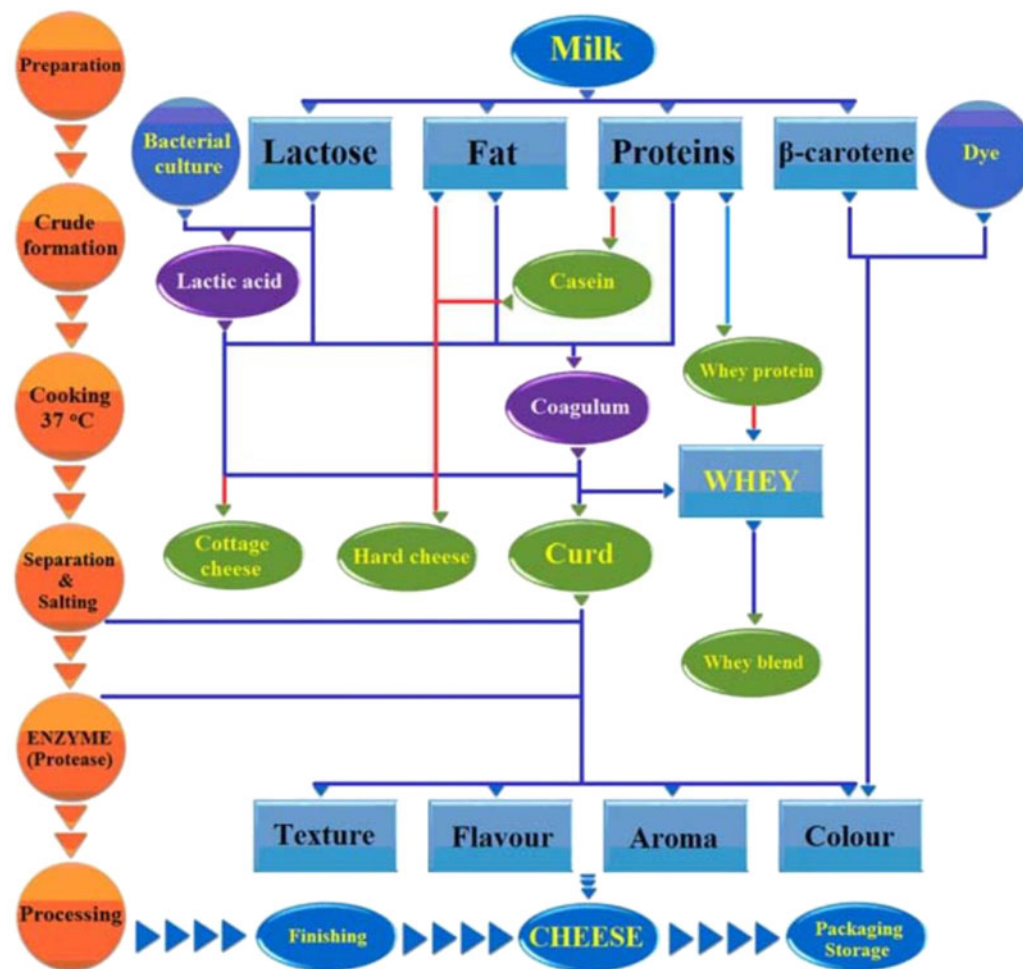 Preparation
Milk
Bacterial
culture
Lactose
Fat
Proteins
β-carotene
Dye
Crude
formation
Lactic acid
Casein
Cooking
37 °C
Coagulum
Whey protein
WHEY
Cottage
cheese
Hard cheese
Curd
Separation
&
Salting
Whey blend
ENZYME
(Protease)
Texture
Flavour
Aroma
Colour
Processing
Finishing
CHEESE
Packaging
Storage